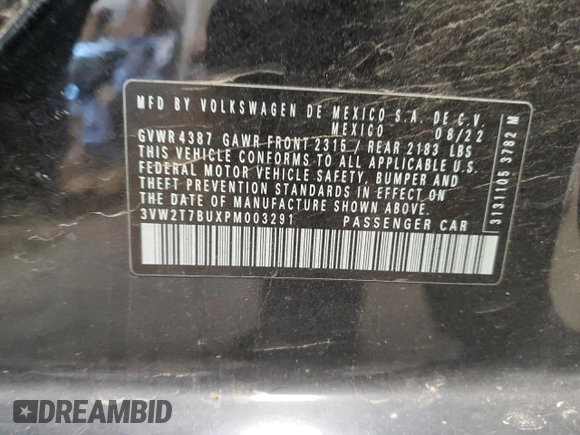 MFD BY VOLKSWAGEN DE MEXICO S.A. DE C.V.
MEXICO 08/22
GVWR 4387 GAWR FRONT 2315 / REAR 2183 LBS
THIS VEHICLE CONFORMS TO ALL APPLICABLE U.S.
FEDERAL MOTOR VEHICLE SAFETY, BUMPER AND
THEFT PREVENTION STANDARDS IN EFFECT ON
THE DATE OF MANUFACTURE SHOWN ABOVE.
3VW2T7BUXPM003291 PASSENGER CAR
3131105 3782 M
DREAMBID